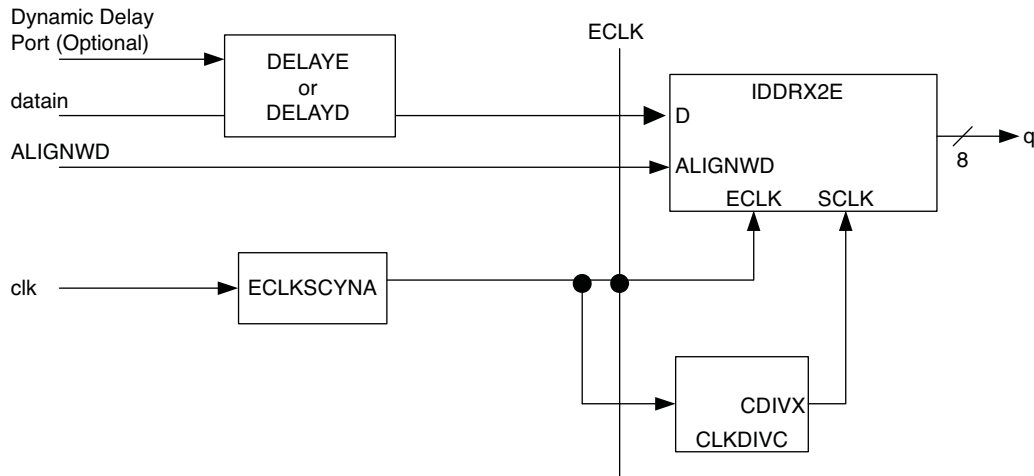 Dynamic Delay
Port (Optional)
ECLK
DELAYE
or
DELAYD
IDDRX2E
datain
D
q
8
ALIGNWD
ALIGNWD
ECLK
SCLK
clk
ECLKSCYNA
CDIVX
CLKDIVC